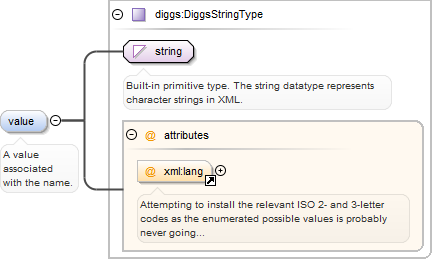 diggs:DiggsStringType
string
Built-in primitive type. The string datatype represents
character strings in XML.
value
A value
associated
with the name.
@ attributes
@ xml:lang
Attempting to install the relevant ISO 2- and 3-letter
codes as the enumerated possible values is probably
never going...